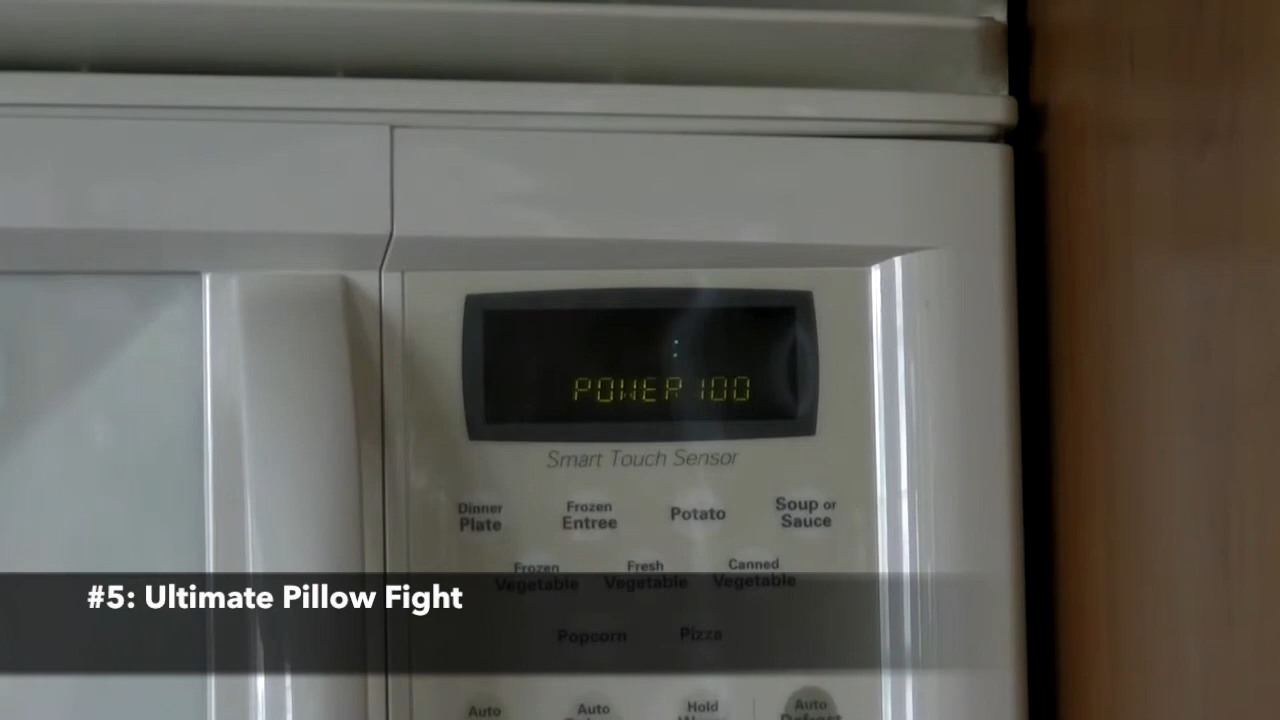 :
POWER 100
Smart Touch Sensor
Dinner Plate
Frozen Entree
Potato
Soup or Sauce
Frozen Vegetable
Fresh Vegetable
Canned Vegetable
#5: Ultimate Pillow Fight
Popcorn
Pizza
Auto
Auto
Hold
Auto
Defrost